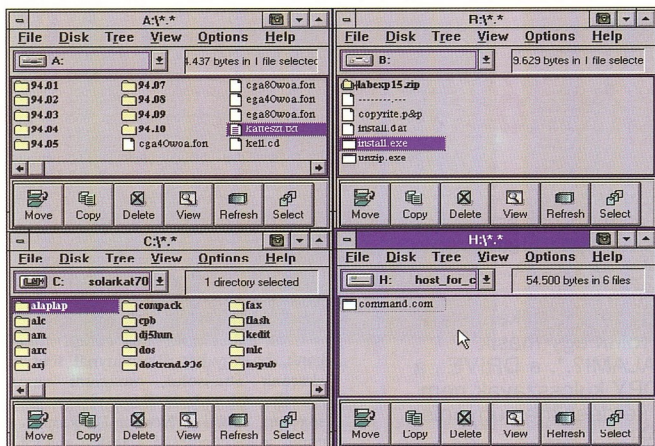 A:\*.*
File Disk Tree View Options Help
A:
4.437 bytes in 1 file selected
94.01 94.07 cga80woa.fon
94.02 94.08 ega40woa.fon
94.03 94.09 ega80woa.fon
94.04 94.10 katteszt.txt
94.05 cga40woa.fon kell.cd
Move Copy Delete View Refresh Select
B:\*.*
File Disk Tree View Options Help
B:
9.629 bytes in 1 file selecte
labexp15.zip
--------.---
copyrite.p&p
install.dat
install.exe
unzip.exe
Move Copy Delete View Refresh Select
C:\*.*
File Disk Tree View Options Help
C: solarkat70
1 directory selected
alaplap compack fax
alc cpb flash
am dj5hun kedit
arc dos mlc
arj dostrend.936 mspub
Move Copy Delete View Refresh Select
H:\*.*
File Disk Tree View Options Help
H: host_for_c
54.500 bytes in 6 files
command.com
Move Copy Delete View Refresh Select